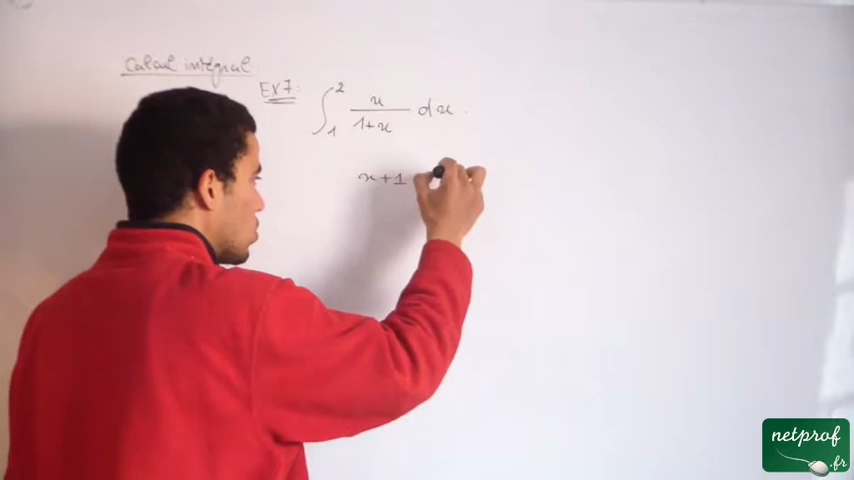 Calcul intégral.
EX7:
∫₁² x/(1+x) dx.
x+1
netprof
.fr